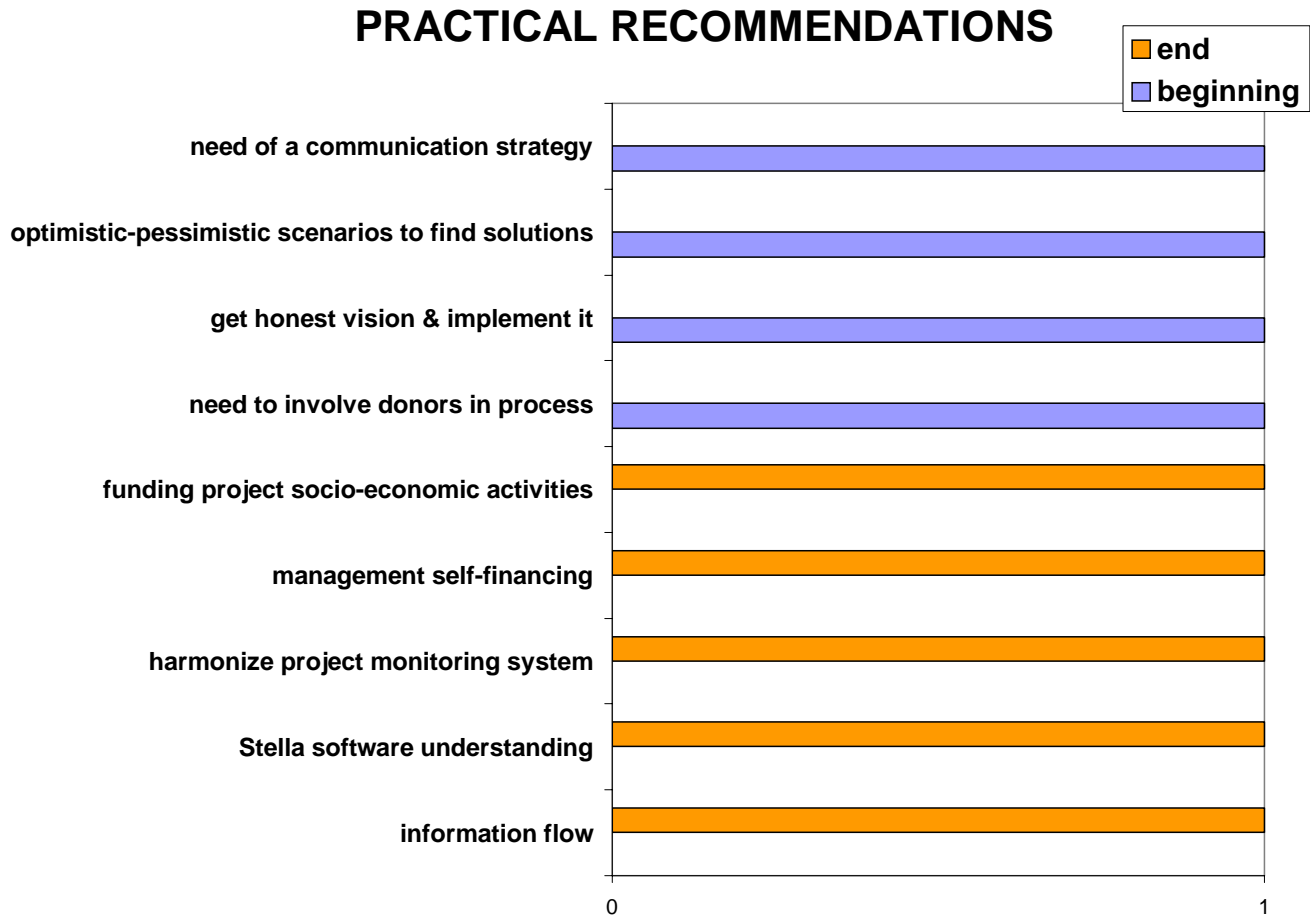 PRACTICAL RECOMMENDATIONS
end
beginning
need of a communication strategy
optimistic-pessimistic scenarios to find solutions
get honest vision & implement it
need to involve donors in process
funding project socio-economic activities
management self-financing
harmonize project monitoring system
Stella software understanding
information flow
0 1